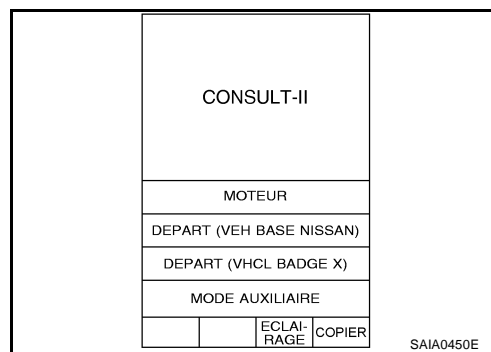 CONSULT-II
MOTEUR
DEPART (VEH BASE NISSAN)
DEPART (VHCL BADGE X)
MODE AUXILIAIRE
ECLAI-
RAGE
COPIER
SAIA0450E